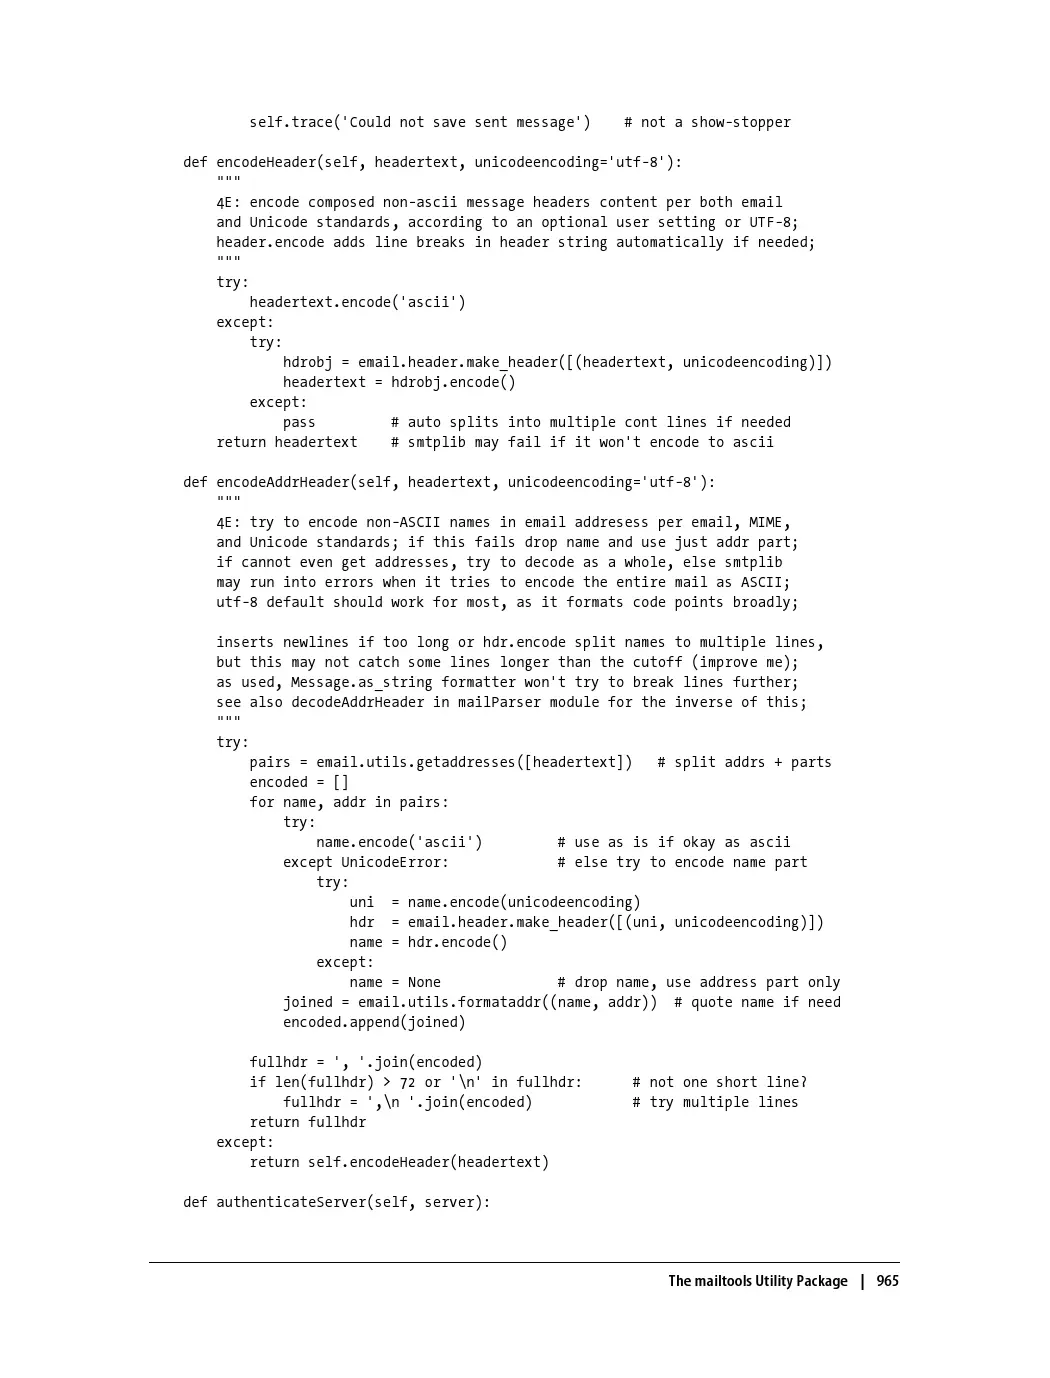 self.trace('Could not save sent message')    # not a show-stopper

def encodeHeader(self, headertext, unicodeencoding='utf-8'):
    """
    4E: encode composed non-ascii message headers content per both email
    and Unicode standards, according to an optional user setting or UTF-8;
    header.encode adds line breaks in header string automatically if needed;
    """
    try:
        headertext.encode('ascii')
    except:
        try:
            hdrobj = email.header.make_header([(headertext, unicodeencoding)])
            headertext = hdrobj.encode()
        except:
            pass         # auto splits into multiple cont lines if needed
    return headertext    # smtplib may fail if it won't encode to ascii

def encodeAddrHeader(self, headertext, unicodeencoding='utf-8'):
    """
    4E: try to encode non-ASCII names in email addresess per email, MIME,
    and Unicode standards; if this fails drop name and use just addr part;
    if cannot even get addresses, try to decode as a whole, else smtplib
    may run into errors when it tries to encode the entire mail as ASCII;
    utf-8 default should work for most, as it formats code points broadly;

    inserts newlines if too long or hdr.encode split names to multiple lines,
    but this may not catch some lines longer than the cutoff (improve me);
    as used, Message.as_string formatter won't try to break lines further;
    see also decodeAddrHeader in mailParser module for the inverse of this;
    """
    try:
        pairs = email.utils.getaddresses([headertext])   # split addrs + parts
        encoded = []
        for name, addr in pairs:
            try:
                name.encode('ascii')         # use as is if okay as ascii
            except UnicodeError:             # else try to encode name part
                try:
                    uni  = name.encode(unicodeencoding)
                    hdr  = email.header.make_header([(uni, unicodeencoding)])
                    name = hdr.encode()
                except:
                    name = None              # drop name, use address part only
            joined = email.utils.formataddr((name, addr))  # quote name if need
            encoded.append(joined)

        fullhdr = ', '.join(encoded)
        if len(fullhdr) > 72 or '\n' in fullhdr:      # not one short line?
            fullhdr = ',\n '.join(encoded)            # try multiple lines
        return fullhdr
    except:
        return self.encodeHeader(headertext)

def authenticateServer(self, server):

The mailtools Utility Package | 965